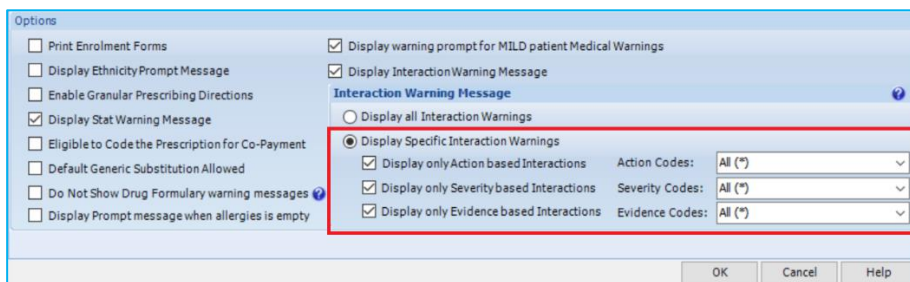 Options
Print Enrolment Forms
Display Ethnicity Prompt Message
Enable Granular Prescribing Directions
Display Stat Warning Message
Eligible to Code the Prescription for Co-Payment
Default Generic Substitution Allowed
Do Not Show Drug Formulary warning messages ?
Display Prompt message when allergies is empty
Display warning prompt for MILD patient Medical Warnings
Display Interaction Warning Message
Interaction Warning Message ?
Display all Interaction Warnings
Display Specific Interaction Warnings
Display only Action based Interactions Action Codes: All (*)
Display only Severity based Interactions Severity Codes: All (*)
Display only Evidence based Interactions Evidence Codes: All (*)
OK Cancel Help